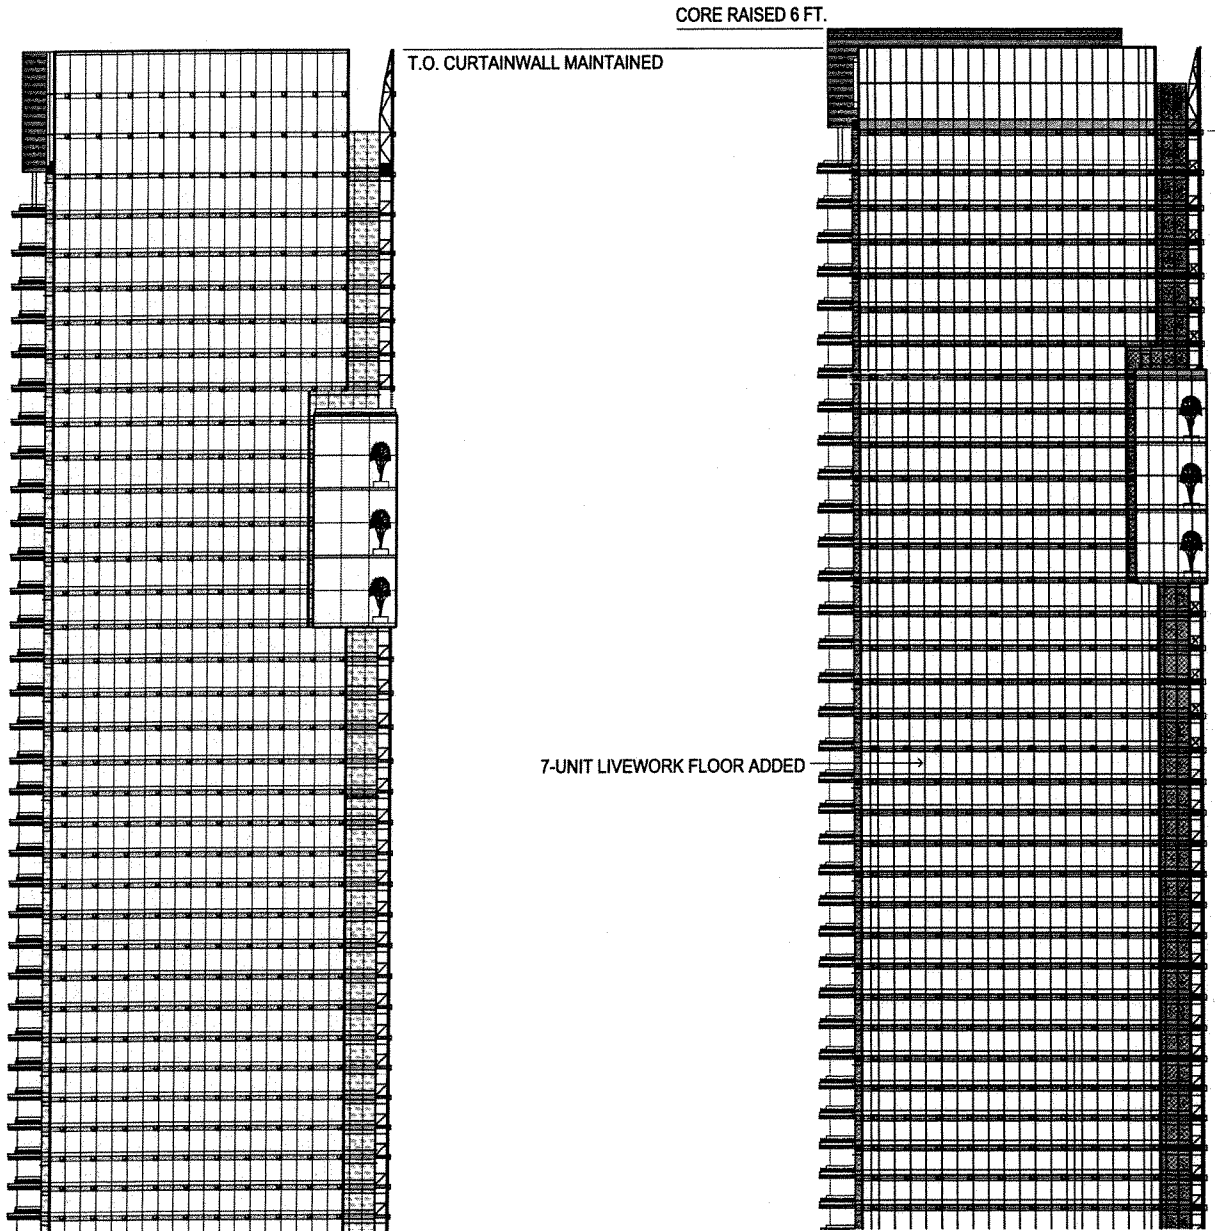 CORE RAISED 6 FT.
T.O. CURTAINWALL MAINTAINED
7-UNIT LIVEWORK FLOOR ADDED